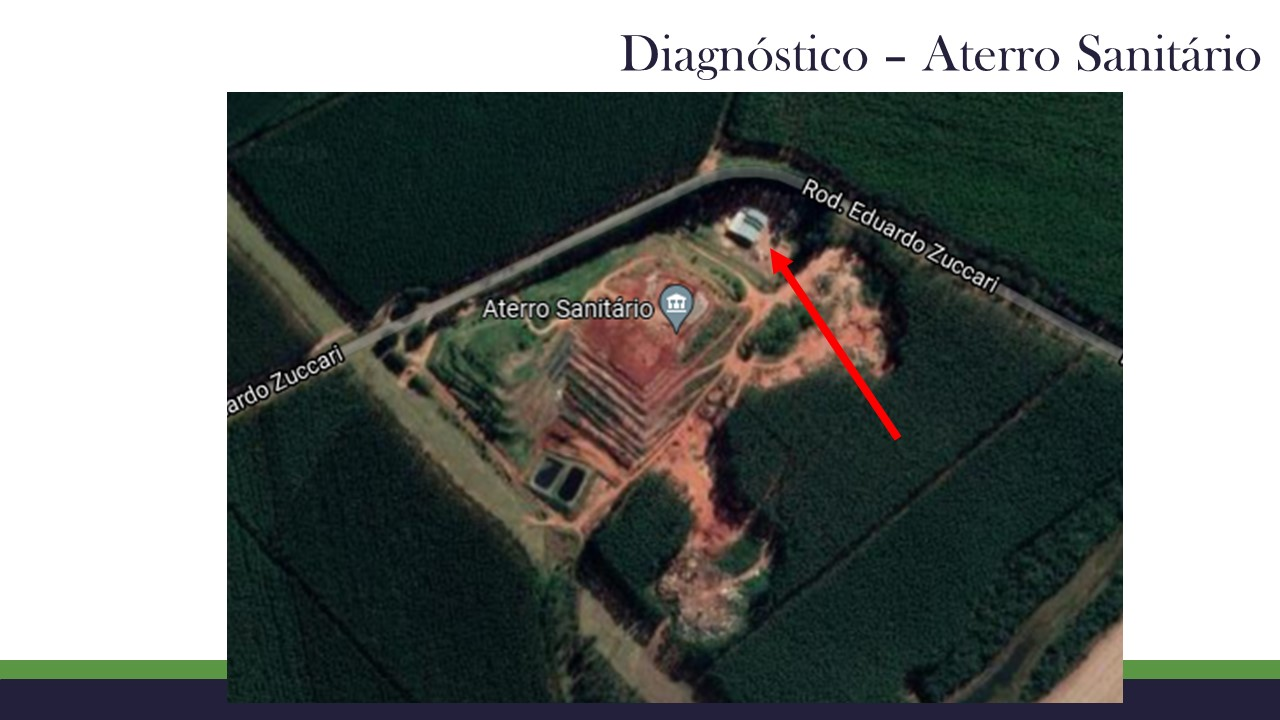 Diagnóstico – Aterro Sanitário
Rod. Eduardo Zuccari
Aterro Sanitário
ardo Zuccari